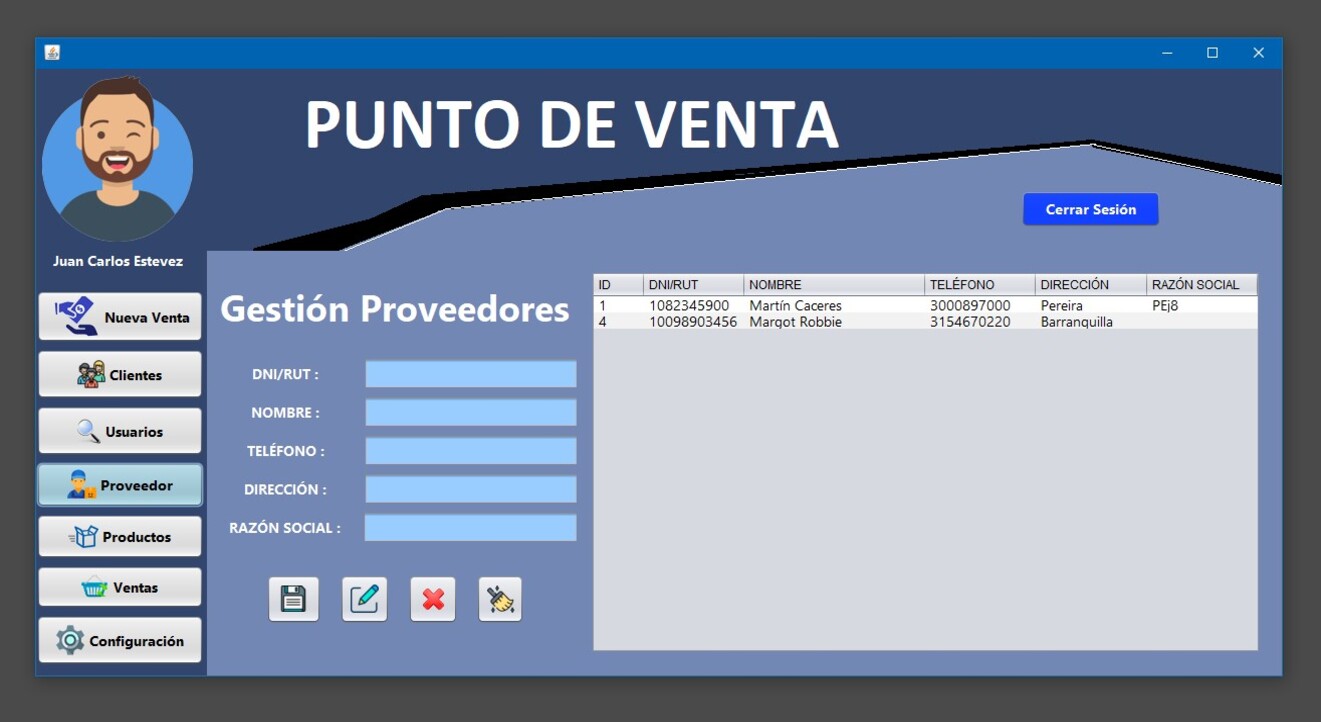 PUNTO DE VENTA
Cerrar Sesión
Juan Carlos Estevez
Nueva Venta
Clientes
Usuarios
Proveedor
Productos
Ventas
Configuración
Gestión Proveedores
DNI/RUT :
NOMBRE :
TELÉFONO :
DIRECCIÓN :
RAZÓN SOCIAL :
ID DNI/RUT NOMBRE TELÉFONO DIRECCIÓN RAZÓN SOCIAL
1 1082345900 Martín Caceres 3000897000 Pereira PEj8
4 10098903456 Margot Robbie 3154670220 Barranquilla